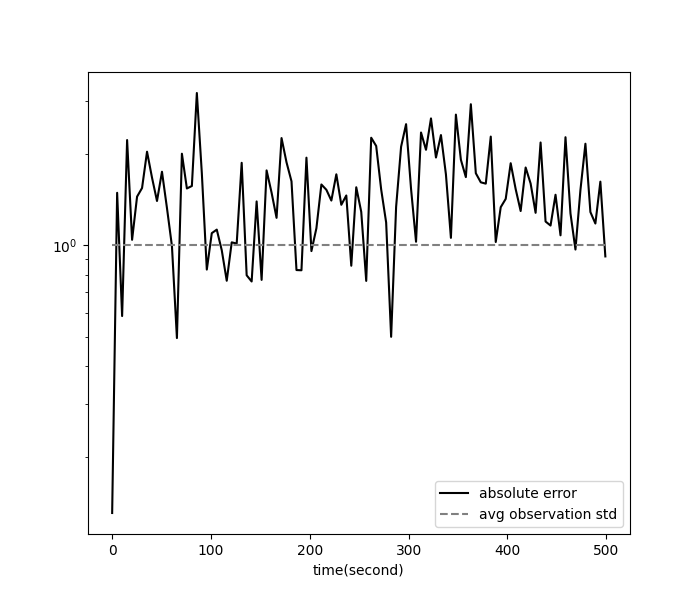 10^0
absolute error
avg observation std
0 100 200 300 400 500
time(second)